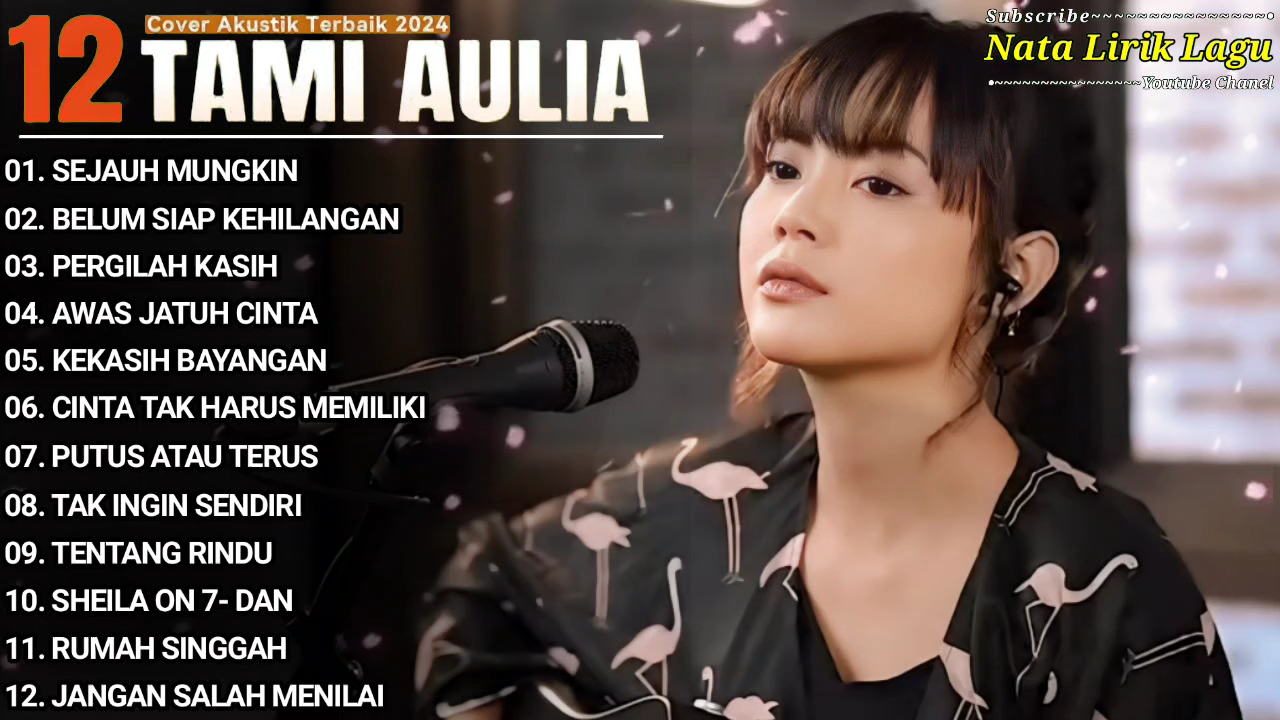 12
Cover Akustik Terbaik 2024
TAMI AULIA
Subscribe~~~~~~~~~~~~~~~~•
Nata Lirik Lagu
•~~~~~~~~~~~~~~~~Youtube Chanel
01. SEJAUH MUNGKIN
02. BELUM SIAP KEHILANGAN
03. PERGILAH KASIH
04. AWAS JATUH CINTA
05. KEKASIH BAYANGAN
06. CINTA TAK HARUS MEMILIKI
07. PUTUS ATAU TERUS
08. TAK INGIN SENDIRI
09. TENTANG RINDU
10. SHEILA ON 7- DAN
11. RUMAH SINGGAH
12. JANGAN SALAH MENILAI